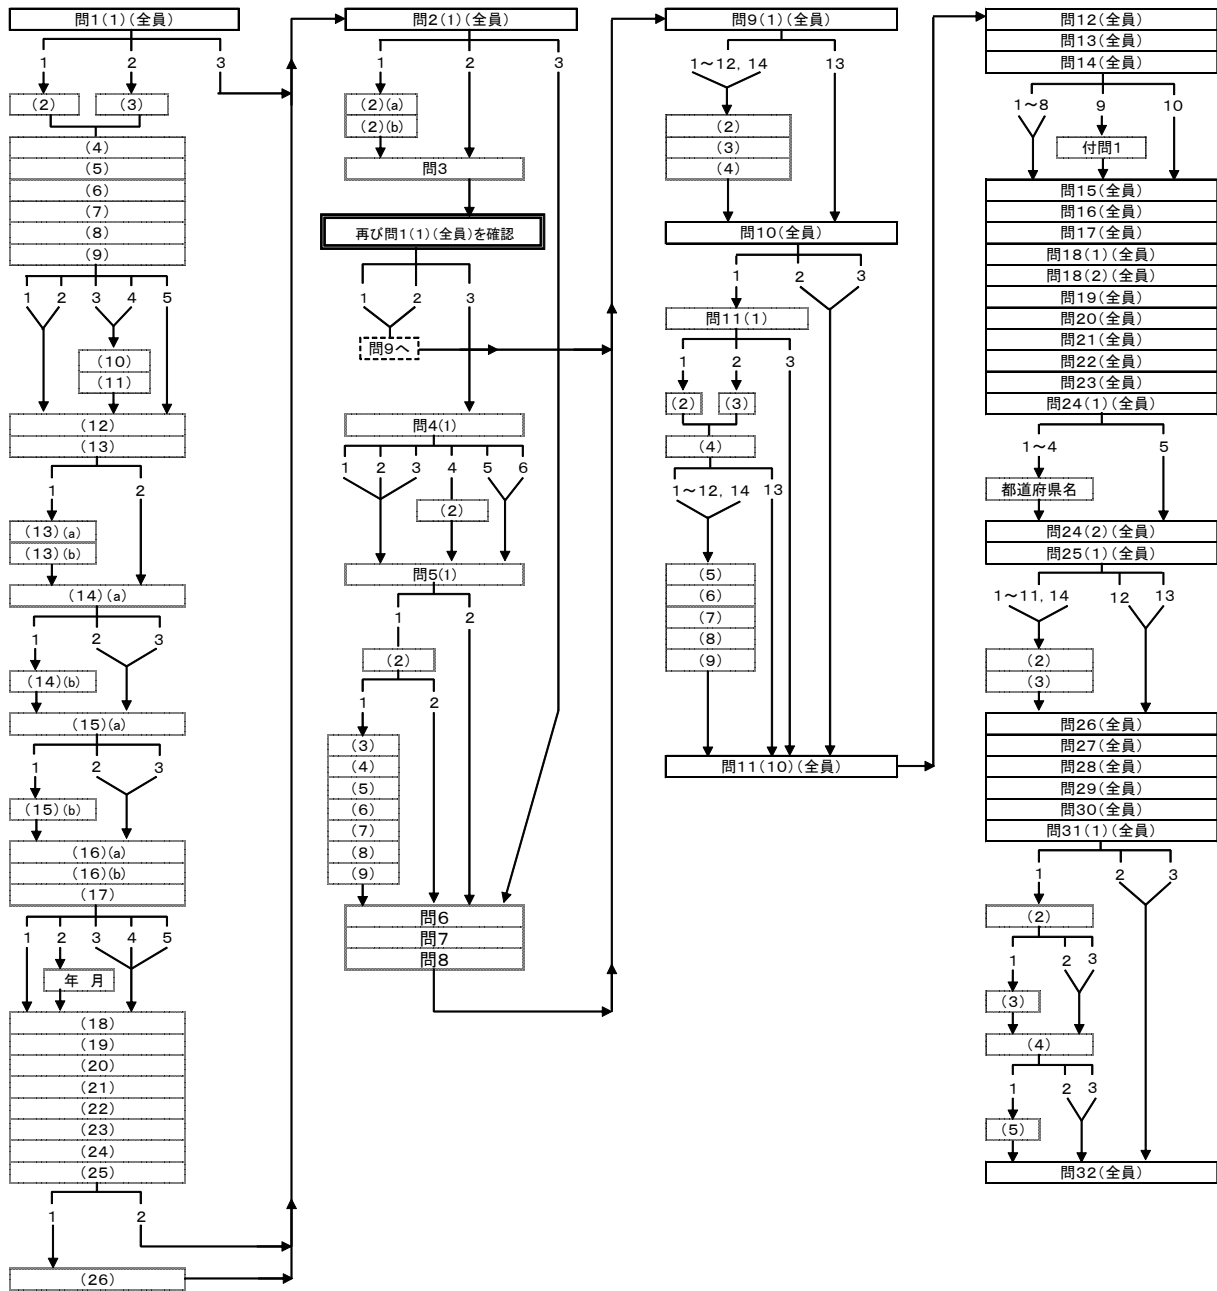 問1(1)(全員)
1 2 3
(2) (3)
(4)
(5)
(6)
(7)
(8)
(9)
1 2 3 4 5
(10)
(11)
(12)
(13)
1 2
(13)(a)
(13)(b)
(14)(a)
1 2 3
(14)(b)
(15)(a)
1 2 3
(15)(b)
(16)(a)
(16)(b)
(17)
1 2 3 4 5
年 月
(18)
(19)
(20)
(21)
(22)
(23)
(24)
(25)
1 2
(26)
問2(1)(全員)
1 2 3
(2)(a)
(2)(b)
問3
再び問1(1)(全員)を確認
1 2 3
問9へ
問4(1)
1 2 3 4 5 6
(2)
問5(1)
1 2
(2)
1 2
(3)
(4)
(5)
(6)
(7)
(8)
(9)
問6
問7
問8
問9(1)(全員)
1〜12, 14 13
(2)
(3)
(4)
問10(全員)
1 2 3
問11(1)
1 2 3
(2) (3)
(4)
1〜12, 14 13
(5)
(6)
(7)
(8)
(9)
問11(10)(全員)
問12(全員)
問13(全員)
問14(全員)
1〜8 9 10
付問1
問15(全員)
問16(全員)
問17(全員)
問18(1)(全員)
問18(2)(全員)
問19(全員)
問20(全員)
問21(全員)
問22(全員)
問23(全員)
問24(1)(全員)
1〜4 5
都道府県名
問24(2)(全員)
問25(1)(全員)
1〜11, 14 12 13
(2)
(3)
問26(全員)
問27(全員)
問28(全員)
問29(全員)
問30(全員)
問31(1)(全員)
1 2 3
(2)
1 2 3
(3)
(4)
1 2 3
(5)
問32(全員)